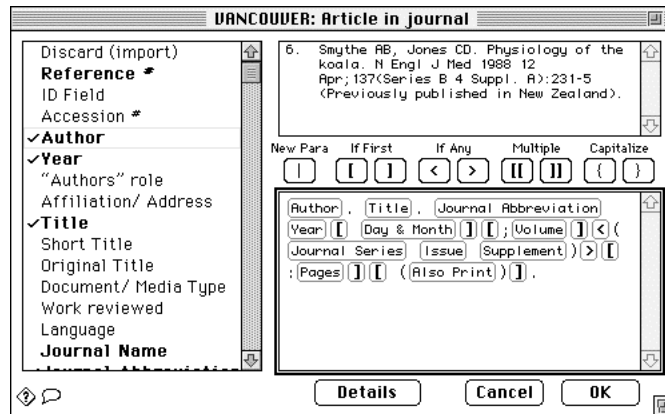 VANCOUVER: Article in journal
Discard (import)
Reference #
ID Field
Accession #
✓Author
✓Year
“Authors” role
Affiliation/ Address
✓Title
Short Title
Original Title
Document/ Media Type
Work reviewed
Language
Journal Name
Journal Abbreviation
6. Smythe AB, Jones CD. Physiology of the
koala. N Engl J Med 1988 12
Apr;137(Series B 4 Suppl. A):231-5
(Previously published in New Zealand).
New Para If First If Any Multiple Capitalize
| [ ] < > [[ ]] { }
Author. Title. Journal Abbreviation
Year[ Day & Month][;Volume]<(
Journal Series Issue Supplement)>[
:Pages][ (Also Print)].
Details Cancel OK